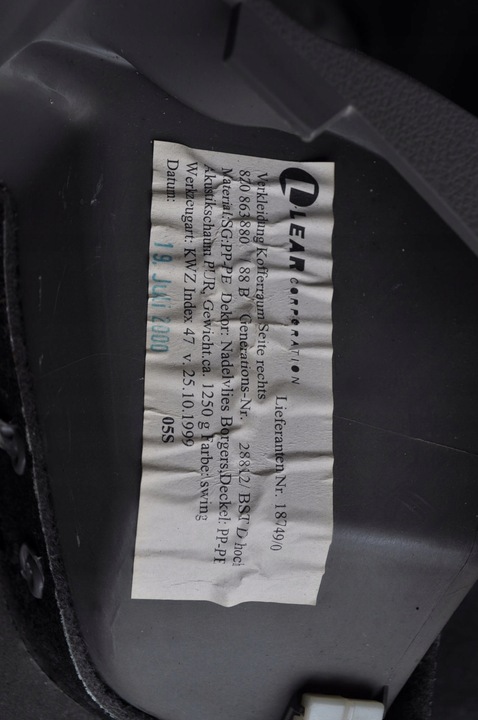 LEAR CORPORATION
Lieferanten Nr. 18749/0
Verkleidung Kofferraum Seite rechts
8Z0 863 880 / 88 B Generations-Nr. 28812/ BST D hoch
Material:SG:PP-PE Dekor: Nadelvlies Borgers,Deckel: PP-PE
Akustikschaum PUR, Gewicht.ca. 1250 g Farbe: swing
Werkzeugart: KWZ Index 47 v. 25.10.1999
Datum: 19. Juni 2000 05S